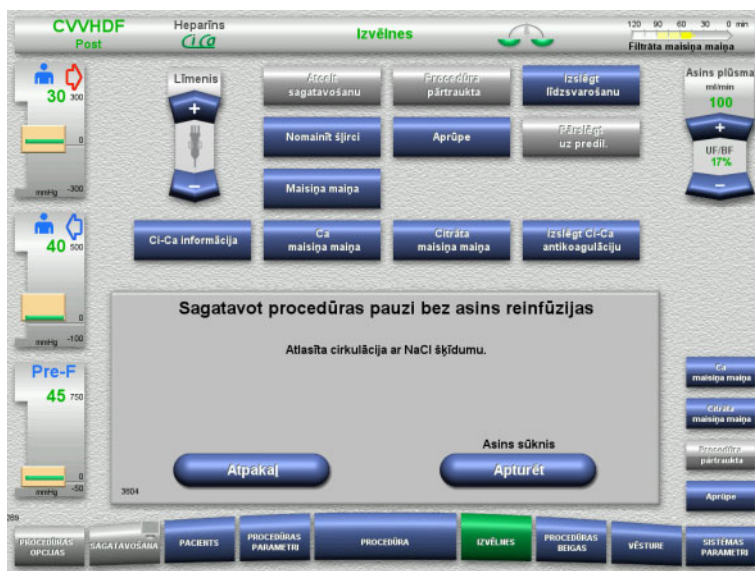 CVVHDF
Post
Heparīns
CiCa
Izvēlnes
120 90 60 30 0 min
Filtrāta maisiņa maiņa
30
300
0
mmHg
-300
Līmenis
+
−
Atcelt
sagatavošanu
Procedūra
pārtraukta
Izslēgt
līdzsvarošanu
Nomainīt šļirci
Aprūpe
Pārslēgt
uz predil.
Maisiņa maiņa
Asins plūsma
ml/min
100
+
UF/BF
17%
−
Ci-Ca informācija
Ca
maisiņa maiņa
Citrāta
maisiņa maiņa
Izslēgt Ci-Ca
antikoagulāciju
40
500
0
mmHg
-100
Sagatavot procedūras pauzi bez asins reinfūzijas
Atlasīta cirkulācija ar NaCl šķīdumu.
Asins sūknis
Atpakaļ
Apturēt
3604
Pre-F
45
750
0
mmHg
-50
Ca
maisiņa maiņa
Citrāta
maisiņa maiņa
Procedūra
pārtraukta
Aprūpe
PROCEDŪRAS
OPCIJAS
SAGATAVOŠANA
PACIENTS
PROCEDŪRAS
PARAMETRI
PROCEDŪRA
IZVĒLNES
PROCEDŪRAS
BEIGAS
VĒSTURE
SISTĒMAS
PARAMETRI